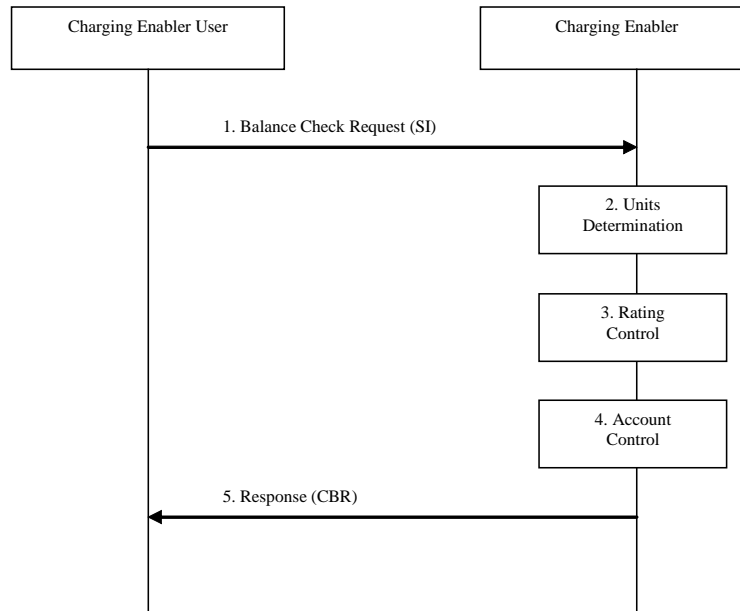 Charging Enabler User
Charging Enabler
1. Balance Check Request (SI)
2. Units
Determination
3. Rating
Control
4. Account
Control
5. Response (CBR)